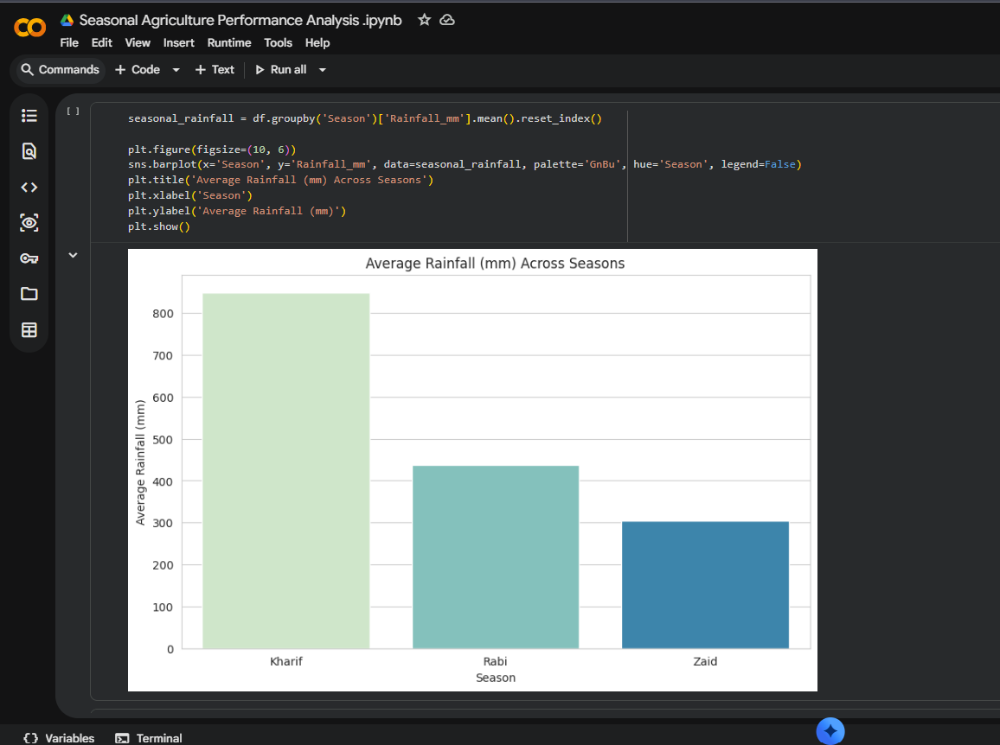 Seasonal Agriculture Performance Analysis .ipynb
File Edit View Insert Runtime Tools Help
Commands + Code + Text Run all
[ ]
seasonal_rainfall = df.groupby('Season')['Rainfall_mm'].mean().reset_index()
plt.figure(figsize=(10, 6))
sns.barplot(x='Season', y='Rainfall_mm', data=seasonal_rainfall, palette='GnBu', hue='Season', legend=False)
plt.title('Average Rainfall (mm) Across Seasons')
plt.xlabel('Season')
plt.ylabel('Average Rainfall (mm)')
plt.show()
Average Rainfall (mm) Across Seasons
Average Rainfall (mm)
800
700
600
500
400
300
200
100
0
Kharif Rabi Zaid
Season
{} Variables Terminal